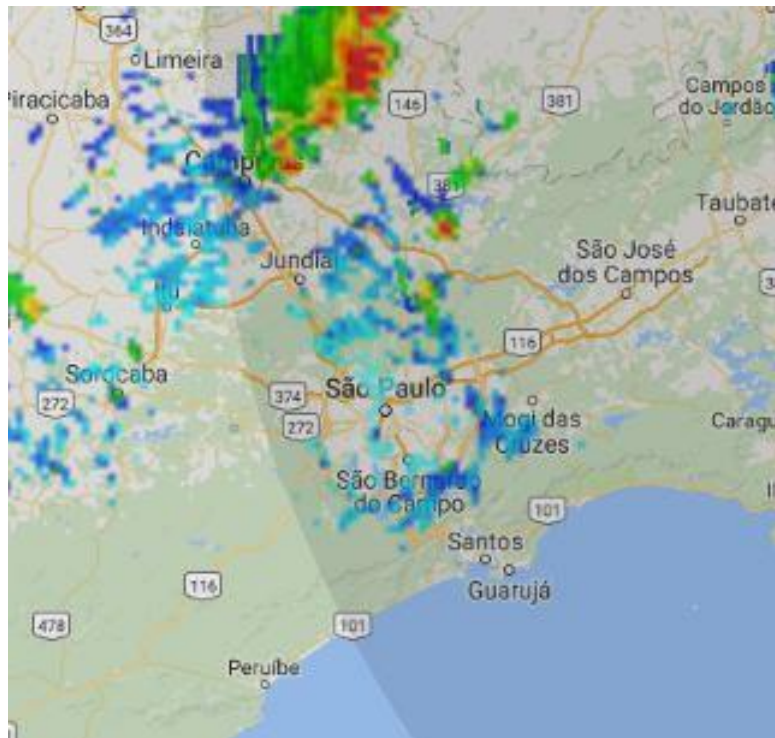 364
Limeira
Piracicaba
146
381
Campos
do Jordão
Camp
381
Taubaté
Indaiatuba
São José
dos Campos
Jundiaí
Itu
116
Sorocaba
374
São Paulo
272
272
Mogi das
Cruzes
Caragu
São Bernardo
do Campo
101
Santos
Guarujá
116
478
101
Peruíbe